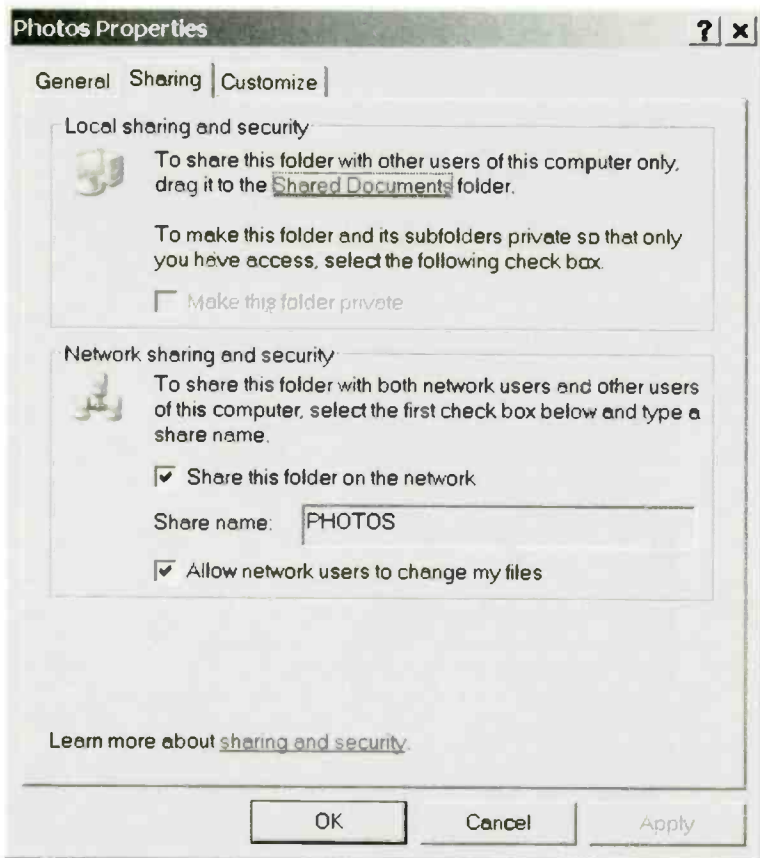 Photos Properties
General Sharing Customize
Local sharing and security
To share this folder with other users of this computer only,
drag it to the Shared Documents folder.
To make this folder and its subfolders private so that only
you have access, select the following check box.
Make this folder private
Network sharing and security
To share this folder with both network users and other users
of this computer, select the first check box below and type a
share name.
Share this folder on the network
Share name: PHOTOS
Allow network users to change my files
Learn more about sharing and security.
OK Cancel Apply